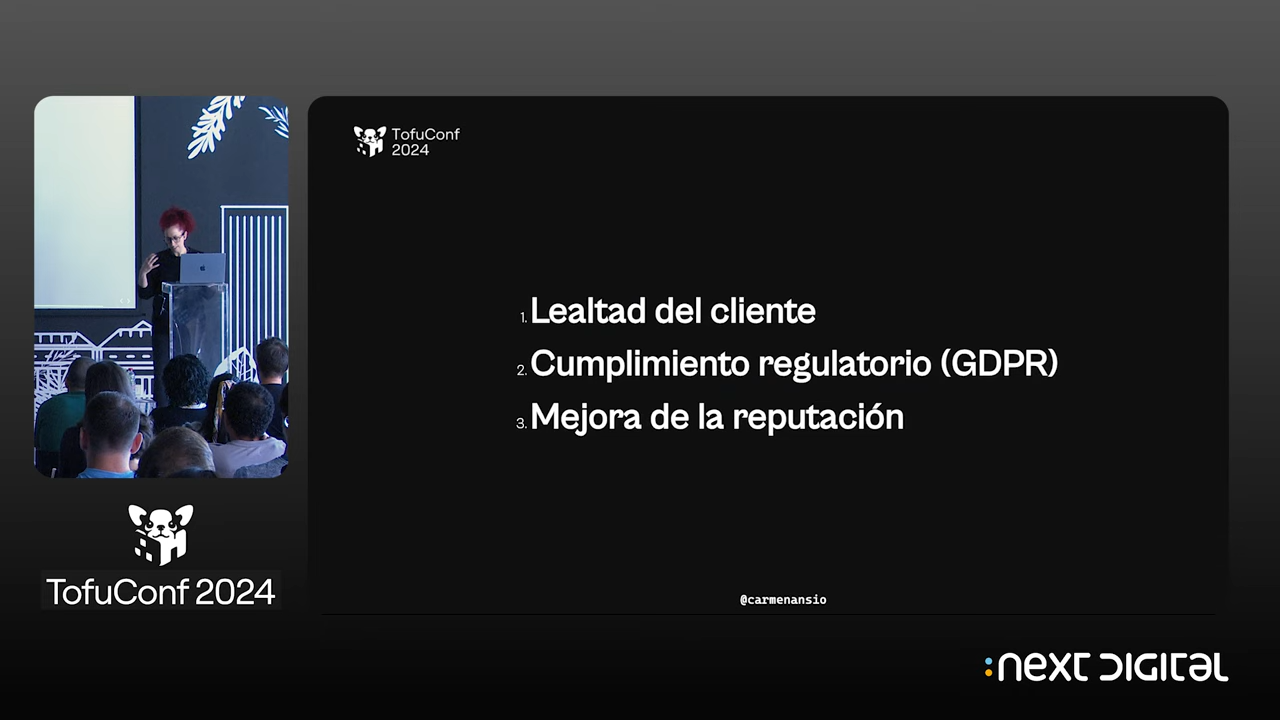 TofuConf
2024
1. Lealtad del cliente
2. Cumplimiento regulatorio (GDPR)
3. Mejora de la reputación
@carmenansio
TofuConf 2024
:NEXT DIGITAL